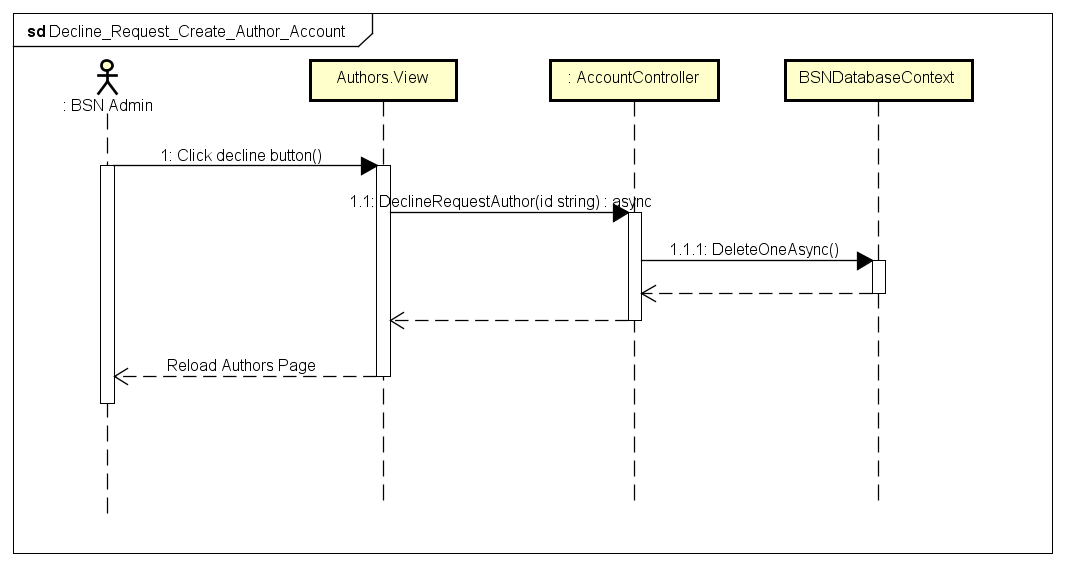 sd Decline_Request_Create_Author_Account
: BSN Admin
Authors.View
: AccountController
BSNDatabaseContext
1: Click decline button()
1.1: DeclineRequestAuthor(id string) : async
1.1.1: DeleteOneAsync()
Reload Authors Page